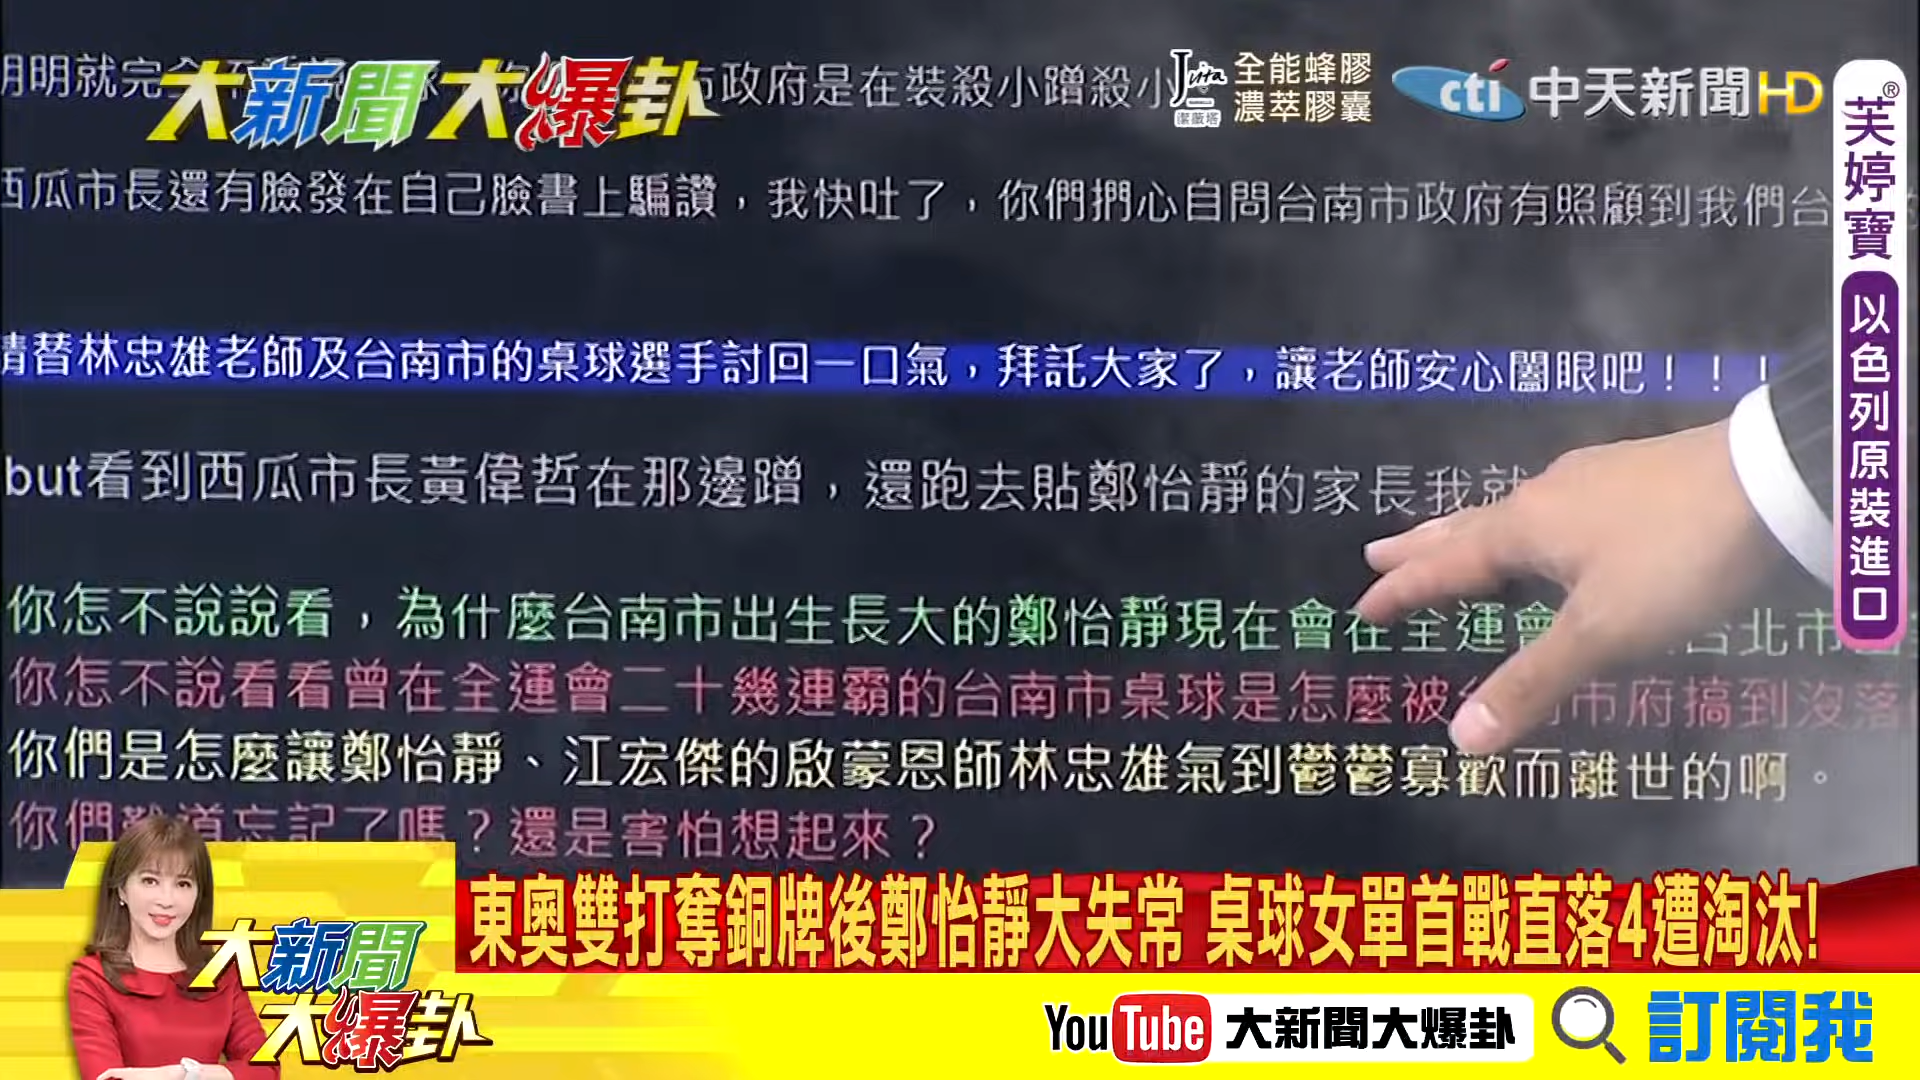 明明就完全
市政府是在裝殺小蹭殺小
大新聞大爆卦
Jvita
潔薇塔
全能蜂膠
濃萃膠囊
cti 中天新聞HD
芙婷寶®
以色列原裝進口
西瓜市長還有臉發在自己臉書上騙讚，我快吐了，你們捫心自問台南市政府有照顧到我們台
請替林忠雄老師及台南市的桌球選手討回一口氣，拜託大家了，讓老師安心闔眼吧！！！
but看到西瓜市長黃偉哲在那邊蹭，還跑去貼鄭怡靜的家長我就
你怎不說說看，為什麼台南市出生長大的鄭怡靜現在會在全運會 台北市
你怎不說看看曾在全運會二十幾連霸的台南市桌球是怎麼被 市府搞到沒落
你們是怎麼讓鄭怡靜、江宏傑的啟蒙恩師林忠雄氣到鬱鬱寡歡而離世的啊。
你們難道忘記了嗎？還是害怕想起來？
東奧雙打奪銅牌後鄭怡靜大失常 桌球女單首戰直落4遭淘汰!
大新聞
大爆卦
YouTube 大新聞大爆卦 訂閱我